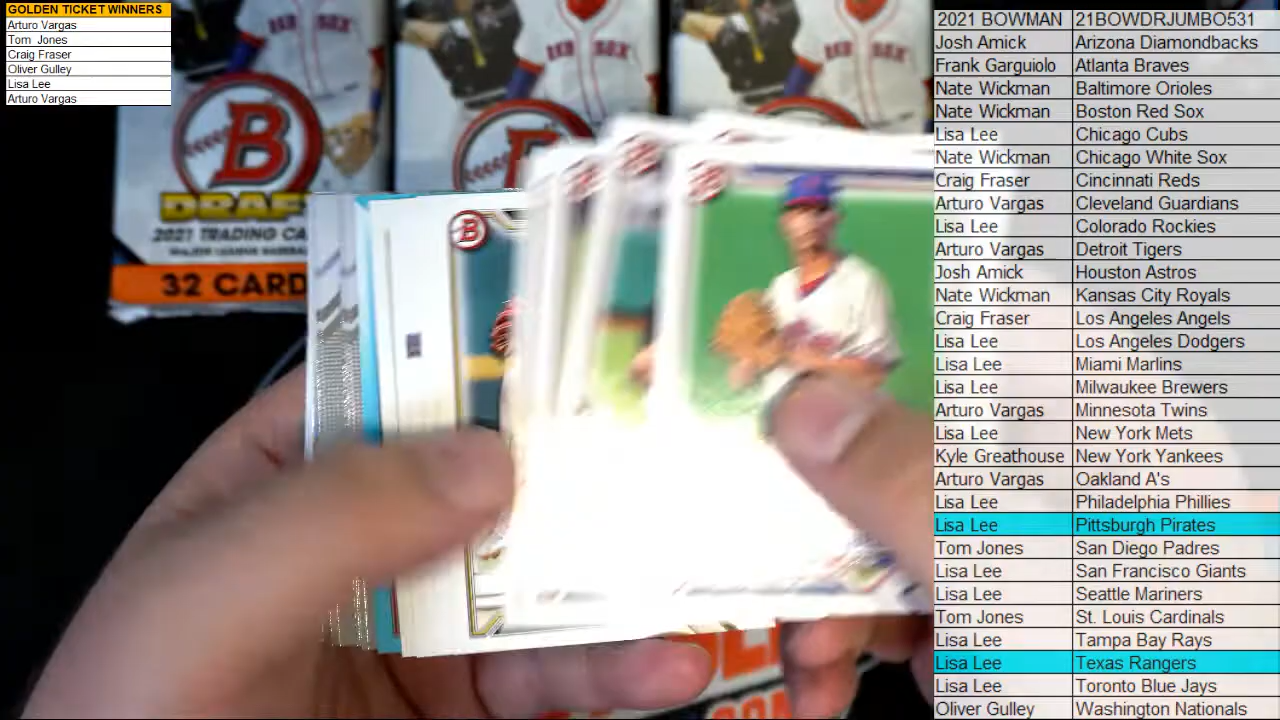 GOLDEN TICKET WINNERS
Arturo Vargas
Tom Jones
Craig Fraser
Oliver Gulley
Lisa Lee
Arturo Vargas
2021 BOWMAN 21BOWDRJUMBO531
Josh Amick Arizona Diamondbacks
Frank Garguiolo Atlanta Braves
Nate Wickman Baltimore Orioles
Nate Wickman Boston Red Sox
Lisa Lee Chicago Cubs
Nate Wickman Chicago White Sox
Craig Fraser Cincinnati Reds
Arturo Vargas Cleveland Guardians
Lisa Lee Colorado Rockies
Arturo Vargas Detroit Tigers
Josh Amick Houston Astros
Nate Wickman Kansas City Royals
Craig Fraser Los Angeles Angels
Lisa Lee Los Angeles Dodgers
Lisa Lee Miami Marlins
Lisa Lee Milwaukee Brewers
Arturo Vargas Minnesota Twins
Lisa Lee New York Mets
Kyle Greathouse New York Yankees
Arturo Vargas Oakland A's
Lisa Lee Philadelphia Phillies
Lisa Lee Pittsburgh Pirates
Tom Jones San Diego Padres
Lisa Lee San Francisco Giants
Lisa Lee Seattle Mariners
Tom Jones St. Louis Cardinals
Lisa Lee Tampa Bay Rays
Lisa Lee Texas Rangers
Lisa Lee Toronto Blue Jays
Oliver Gulley Washington Nationals
RED SOX
RED SOX
B
DRAF
2021 TRADING CA
MAJOR LEAGUE BASEBA
32 CARD
B